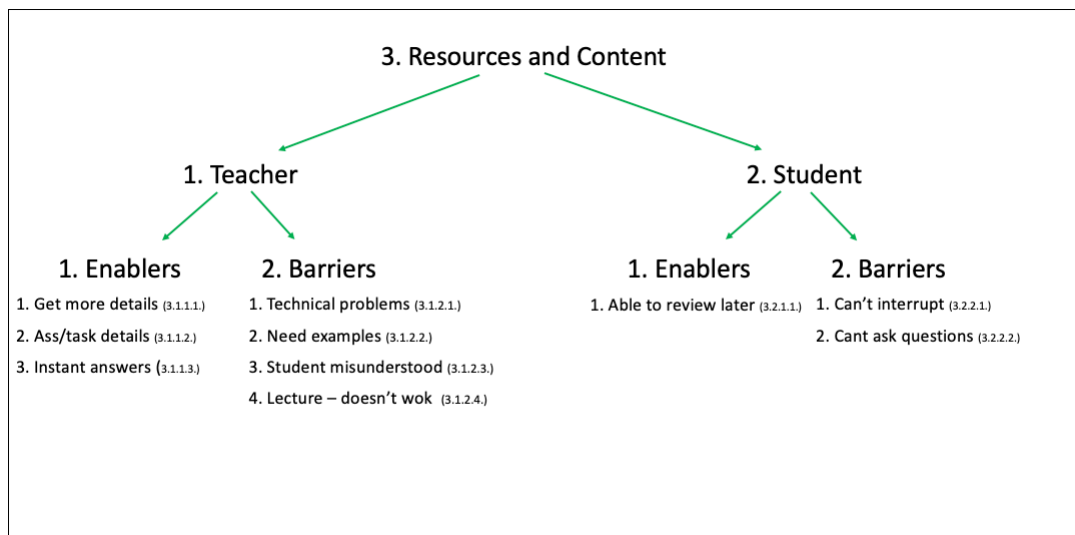 3. Resources and Content
1. Teacher
2. Student
1. Enablers
2. Barriers
1. Enablers
2. Barriers
1. Get more details (3.1.1.1.)
2. Ass/task details (3.1.1.2.)
3. Instant answers (3.1.1.3.)
1. Technical problems (3.1.2.1.)
2. Need examples (3.1.2.2.)
3. Student misunderstood (3.1.2.3.)
4. Lecture – doesn't wok (3.1.2.4.)
1. Able to review later (3.2.1.1.)
1. Can't interrupt (3.2.2.1.)
2. Cant ask questions (3.2.2.2.)